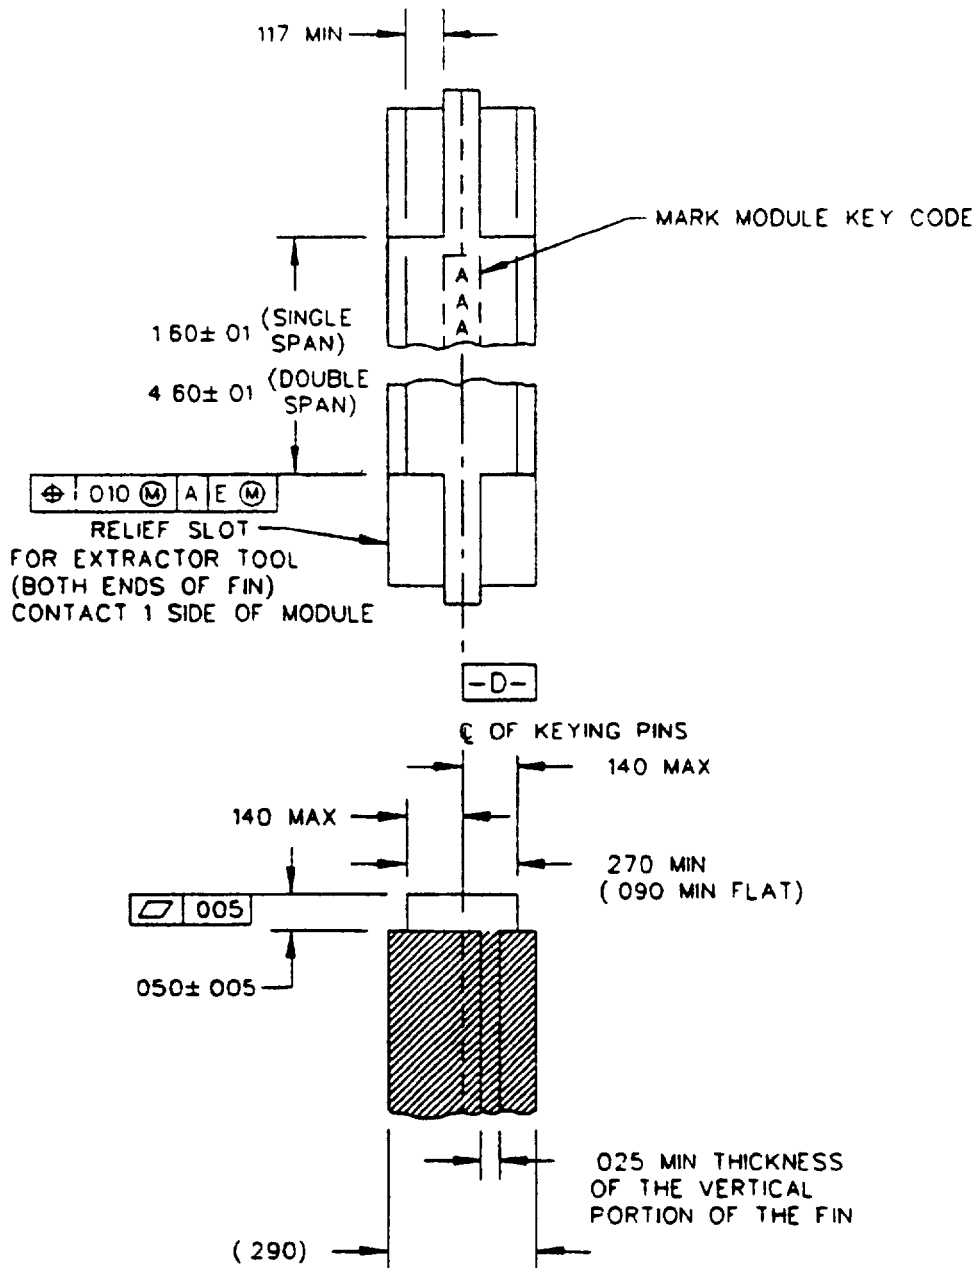 117 MIN
MARK MODULE KEY CODE
A
A
A
1 60± 01 (SINGLE
SPAN)
4 60± 01 (DOUBLE
SPAN)
⌖ 010 Ⓜ A E Ⓜ
RELIEF SLOT
FOR EXTRACTOR TOOL
(BOTH ENDS OF FIN)
CONTACT 1 SIDE OF MODULE
-D-
℄ OF KEYING PINS
140 MAX
140 MAX
270 MIN
( 090 MIN FLAT)
⏥ 005
050± 005
025 MIN THICKNESS
OF THE VERTICAL
PORTION OF THE FIN
( 290)